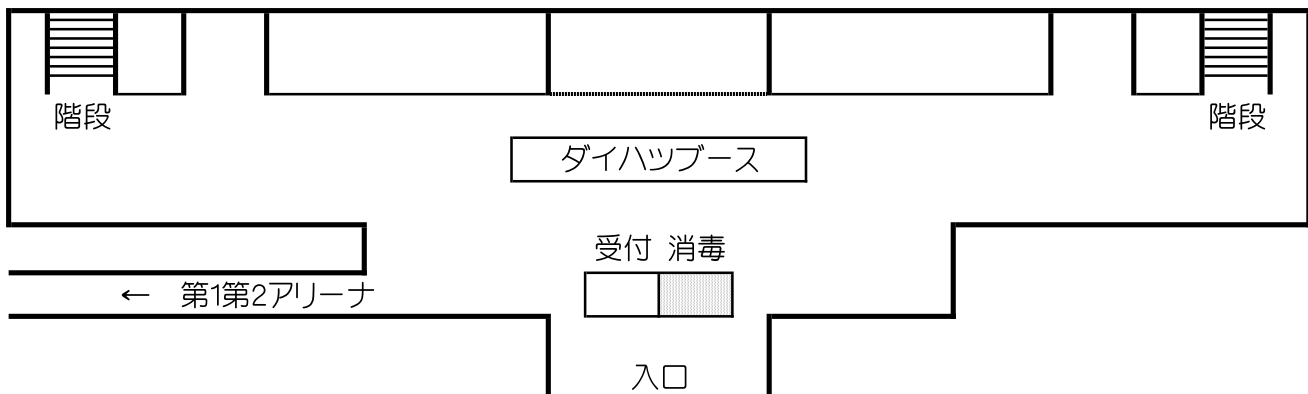 階段
階段
ダイハツブース
受付 消毒
← 第1第2アリーナ
入口